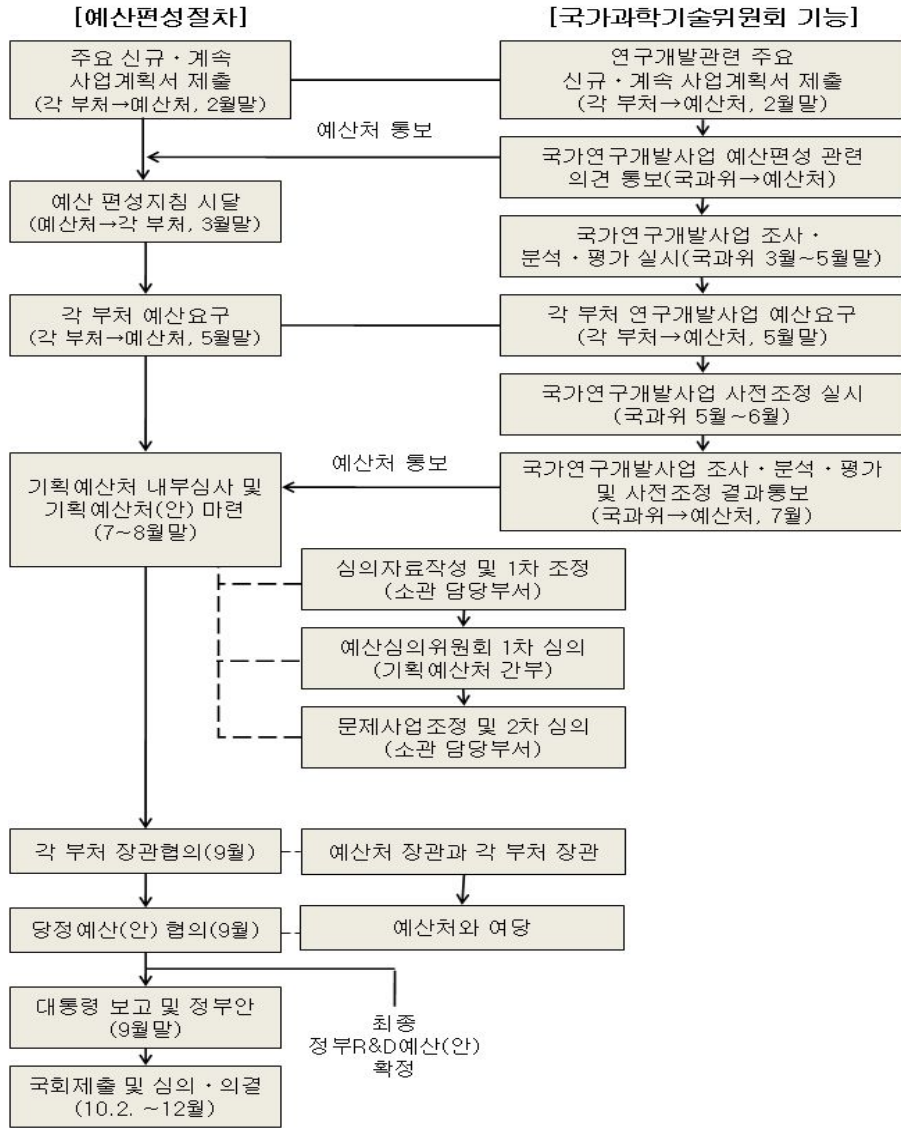 [예산편성절차]
[국가과학기술위원회 기능]
주요 신규・계속
사업계획서 제출
(각 부처→예산처, 2월말)
연구개발관련 주요
신규・계속 사업계획서 제출
(각 부처→예산처, 2월말)
예산처 통보
국가연구개발사업 예산편성 관련
의견 통보(국과위→예산처)
예산 편성지침 시달
(예산처→각 부처, 3월말)
국가연구개발사업 조사・
분석・평가 실시(국과위 3월~5월말)
각 부처 예산요구
(각 부처→예산처, 5월말)
각 부처 연구개발사업 예산요구
(각 부처→예산처, 5월말)
국가연구개발사업 사전조정 실시
(국과위 5월~6월)
예산처 통보
기획예산처 내부심사 및
기획예산처(안) 마련
(7~8월말)
국가연구개발사업 조사・분석・평가
및 사전조정 결과통보
(국과위→예산처, 7월)
심의자료작성 및 1차 조정
(소관 담당부서)
예산심의위원회 1차 심의
(기획예산처 간부)
문제사업조정 및 2차 심의
(소관 담당부서)
각 부처 장관협의(9월)
예산처 장관과 각 부처 장관
당정예산(안) 협의(9월)
예산처와 여당
대통령 보고 및 정부안
(9월말)
최종
정부R&D예산(안)
확정
국회제출 및 심의・의결
(10.2. ~12월)